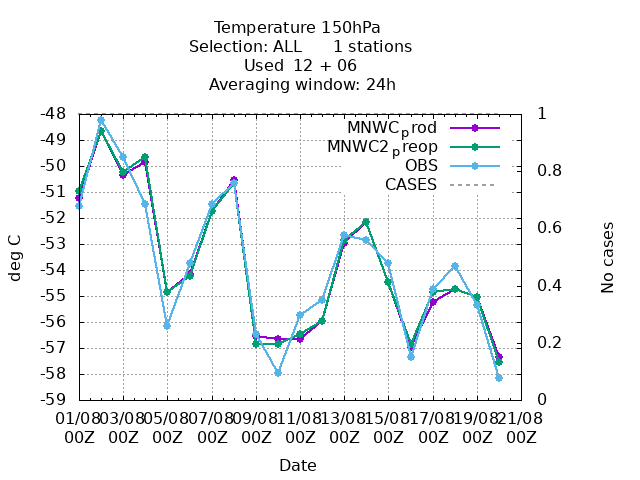 Temperature 150hPa
Selection: ALL      1 stations
Used  12 + 06
Averaging window: 24h
-48
-49
-50
-51
-52
-53
-54
-55
-56
-57
-58
-59
deg C
1
0.8
0.6
0.4
0.2
0
No cases
MNWCprod
MNWC2preop
OBS
CASES
01/08 03/08 05/08 07/08 09/08 11/08 13/08 15/08 17/08 19/08 21/08
00Z 00Z 00Z 00Z 00Z 00Z 00Z 00Z 00Z 00Z 00Z
Date